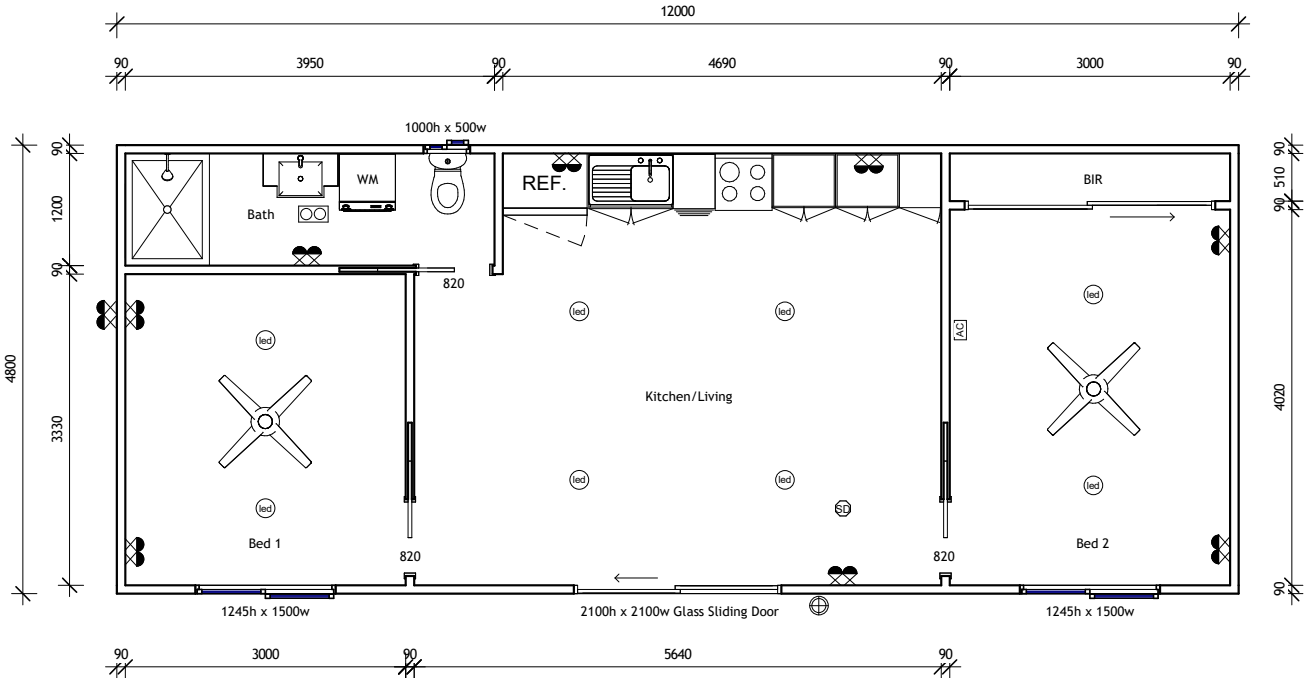 12000
90 3950 90 4690 90 3000 90
1000h x 500w
90
1200
90
3330
4800
90
510
90
4020
90
REF.
WM
BIR
Bath
820
led
led
led
led
AC
Kitchen/Living
led
led
led
led
SD
Bed 1
Bed 2
820
820
1245h x 1500w
2100h x 2100w Glass Sliding Door
1245h x 1500w
90 3000 90 5640 90